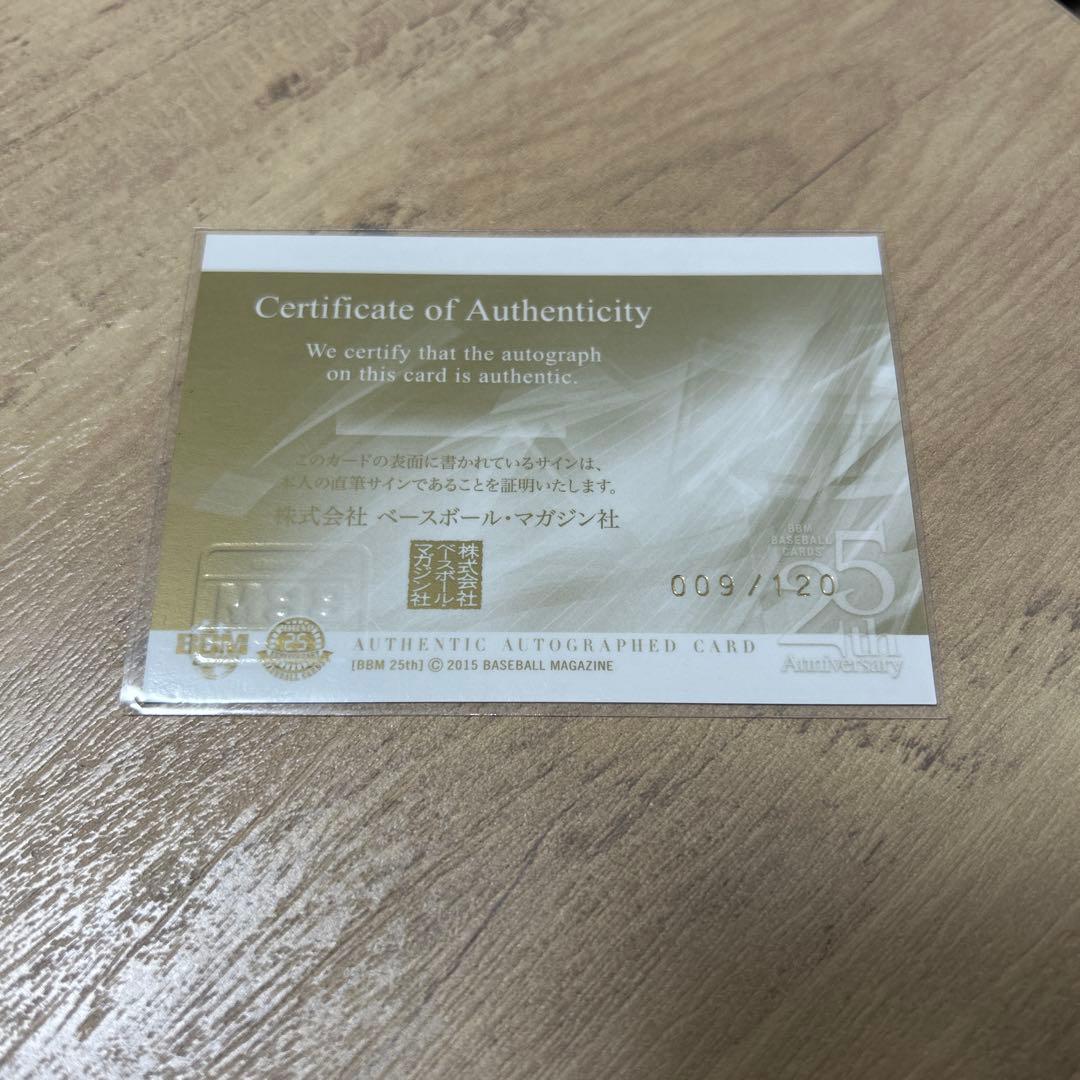 Certificate of Authenticity
We certify that the autograph
on this card is authentic.
このカードの表面に書かれているサインは、
本人の直筆サインであることを証明いたします。
株式会社 ベースボール・マガジン社
株式会社
ベースボール・
マガジン社
BBM
BASEBALL
CARDS
25
th
Anniversary
009/120
BBM
25
AUTHENTIC AUTOGRAPHED CARD
[BBM 25th] © 2015 BASEBALL MAGAZINE